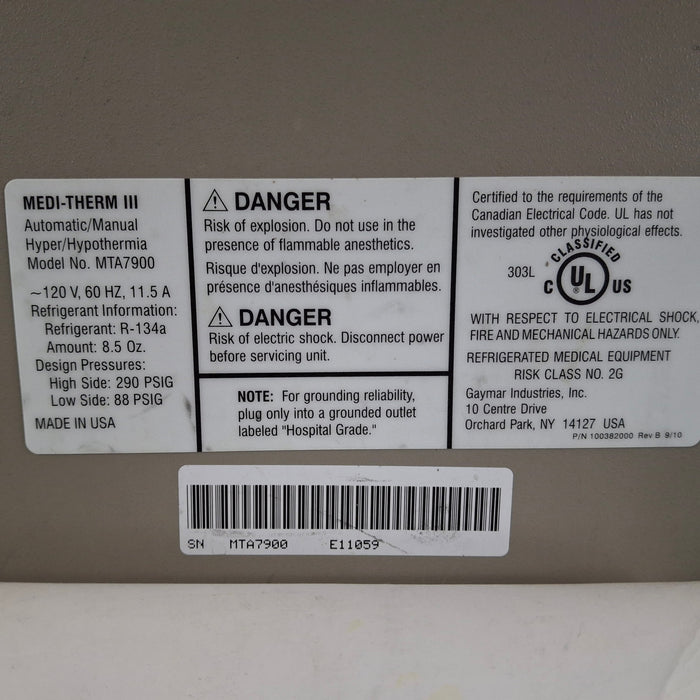 MEDI-THERM III
Automatic/Manual
Hyper/Hypothermia
Model No. MTA7900
~120 V, 60 HZ, 11.5 A
Refrigerant Information:
Refrigerant: R-134a
Amount: 8.5 Oz.
Design Pressures:
High Side: 290 PSIG
Low Side: 88 PSIG
MADE IN USA
DANGER
Risk of explosion. Do not use in the
presence of flammable anesthetics.
Risque d'explosion. Ne pas employer en
présence d'anesthésiques inflammables.
DANGER
Risk of electric shock. Disconnect power
before servicing unit.
NOTE: For grounding reliability,
plug only into a grounded outlet
labeled "Hospital Grade."
Certified to the requirements of the
Canadian Electrical Code. UL has not
investigated other physiological effects.
CLASSIFIED
303L
C UL ® US
WITH RESPECT TO ELECTRICAL SHOCK,
FIRE AND MECHANICAL HAZARDS ONLY.
REFRIGERATED MEDICAL EQUIPMENT
RISK CLASS NO. 2G
Gaymar Industries, Inc.
10 Centre Drive
Orchard Park, NY 14127 USA
P/N 100382000 Rev B 9/10
SN MTA7900 E11059